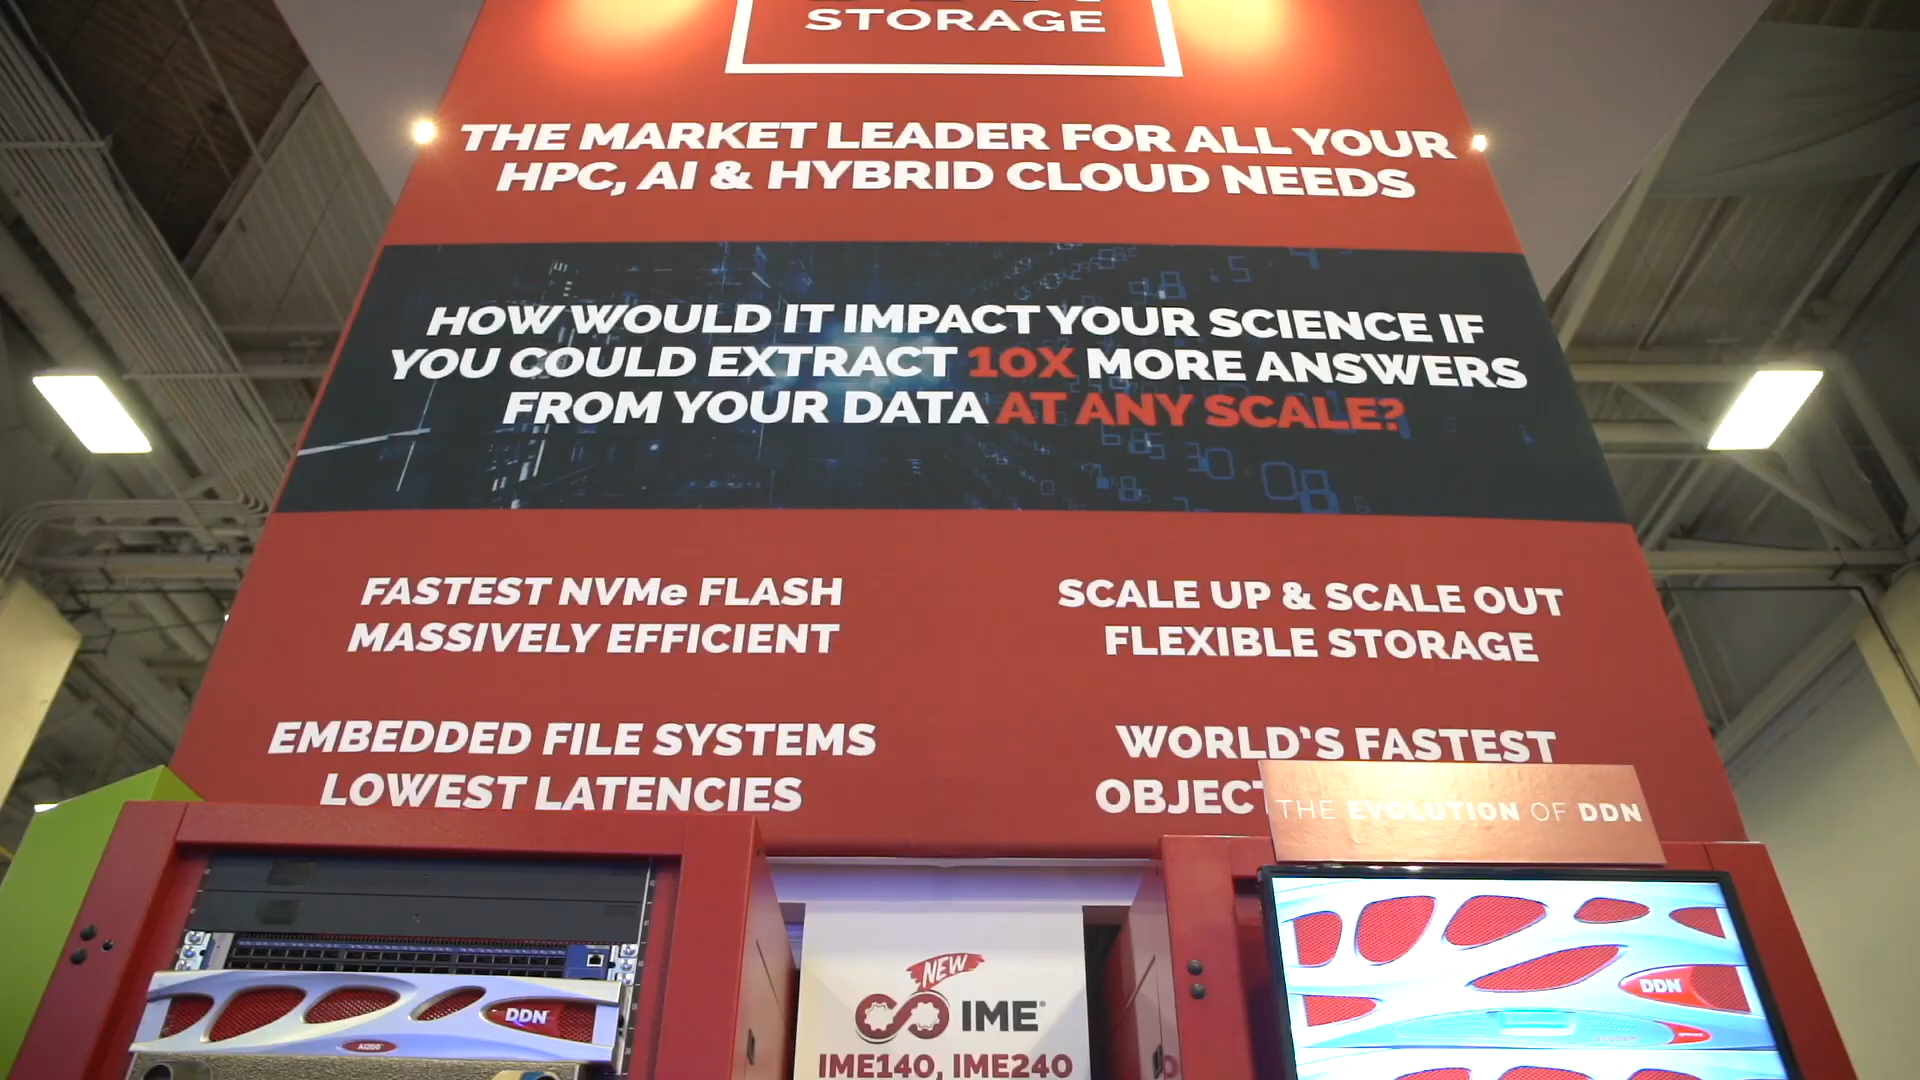 STORAGE
THE MARKET LEADER FOR ALL YOUR
HPC, AI & HYBRID CLOUD NEEDS
HOW WOULD IT IMPACT YOUR SCIENCE IF
YOU COULD EXTRACT 10X MORE ANSWERS
FROM YOUR DATA AT ANY SCALE?
FASTEST NVMe FLASH
MASSIVELY EFFICIENT
SCALE UP & SCALE OUT
FLEXIBLE STORAGE
EMBEDDED FILE SYSTEMS
LOWEST LATENCIES
WORLD'S FASTEST
OBJECT
THE EVOLUTION OF DDN
DDN
AI200
NEW
IME®
IME140, IME240
DDN